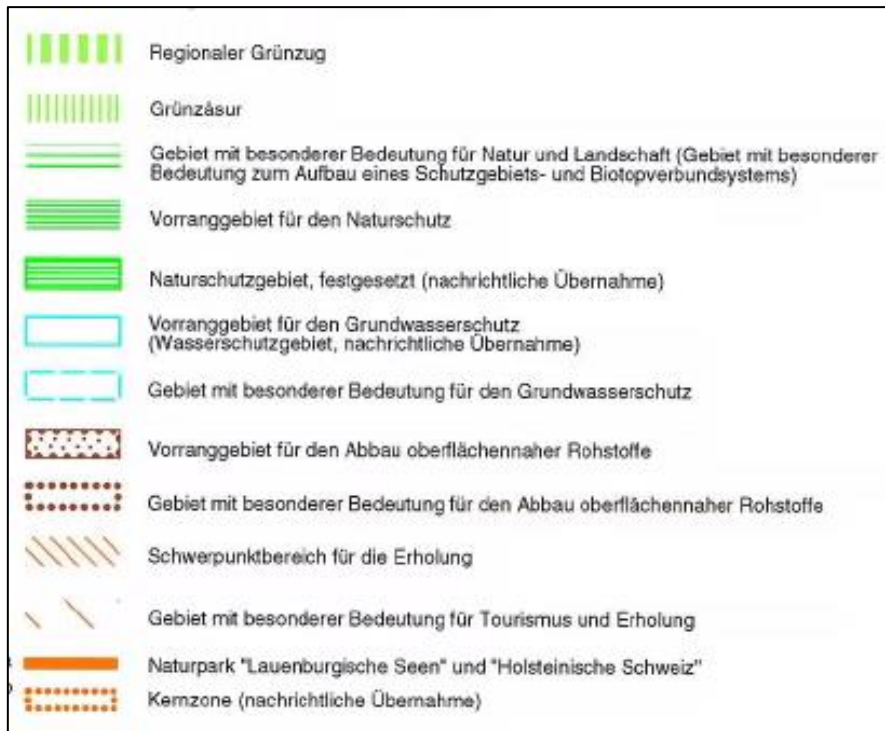 Regionaler Grünzug
Grünzäsur
Gebiet mit besonderer Bedeutung für Natur und Landschaft (Gebiet mit besonderer
Bedeutung zum Aufbau eines Schutzgebiets- und Biotopverbundsystems)
Vorranggebiet für den Naturschutz
Naturschutzgebiet, festgesetzt (nachrichtliche Übernahme)
Vorranggebiet für den Grundwasserschutz
(Wasserschutzgebiet, nachrichtliche Übernahme)
Gebiet mit besonderer Bedeutung für den Grundwasserschutz
Vorranggebiet für den Abbau oberflächennaher Rohstoffe
Gebiet mit besonderer Bedeutung für den Abbau oberflächennaher Rohstoffe
Schwerpunktbereich für die Erholung
Gebiet mit besonderer Bedeutung für Tourismus und Erholung
Naturpark "Lauenburgische Seen" und "Holsteinische Schweiz"
Kernzone (nachrichtliche Übernahme)